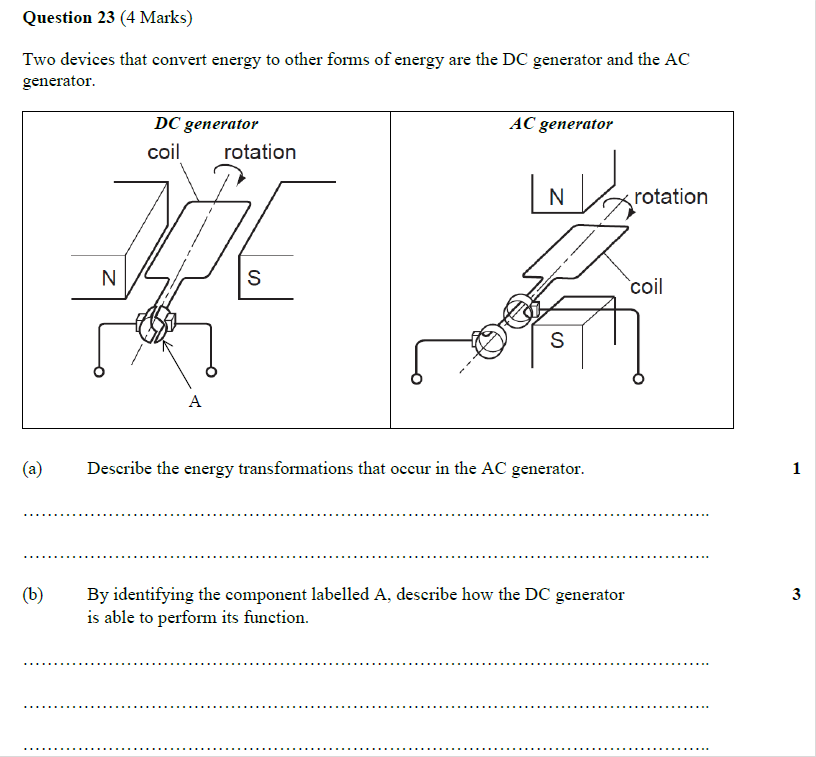 Question 23 (4 Marks)
Two devices that convert energy to other forms of energy are the DC generator and the AC
generator.
DC generator
coil rotation
N S
A
AC generator
N rotation
coil
S
(a) Describe the energy transformations that occur in the AC generator. 1
(b) By identifying the component labelled A, describe how the DC generator 3
is able to perform its function.